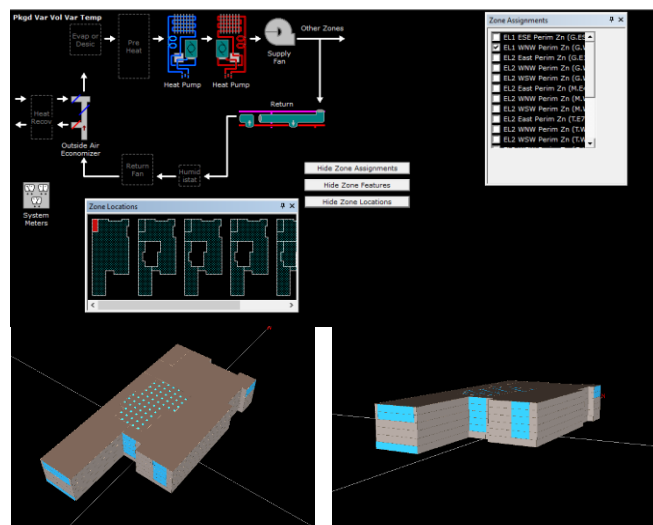 Pkgd Var Vol Var Temp
Evap or
Desic
Pre
Heat
Heat Pump
Heat Pump
Supply
Fan
Other Zones
Return
Heat
Recov
Outside Air
Economizer
Return
Fan
Humid
istat
System
Meters
Hide Zone Assignments
Hide Zone Features
Hide Zone Locations
Zone Locations
Zone Assignments
EL1 ESE Perim Zn (G.ES
EL1 WNW Perim Zn (G.W
EL2 East Perim Zn (G.E
EL2 WNW Perim Zn (G.W
EL2 WSW Perim Zn (G.W
EL2 East Perim Zn (M.E
EL2 WNW Perim Zn (M.W
EL2 WSW Perim Zn (M.W
EL2 East Perim Zn (T.E7
EL2 WNW Perim Zn (T.W
EL2 WSW Perim Zn (T.W